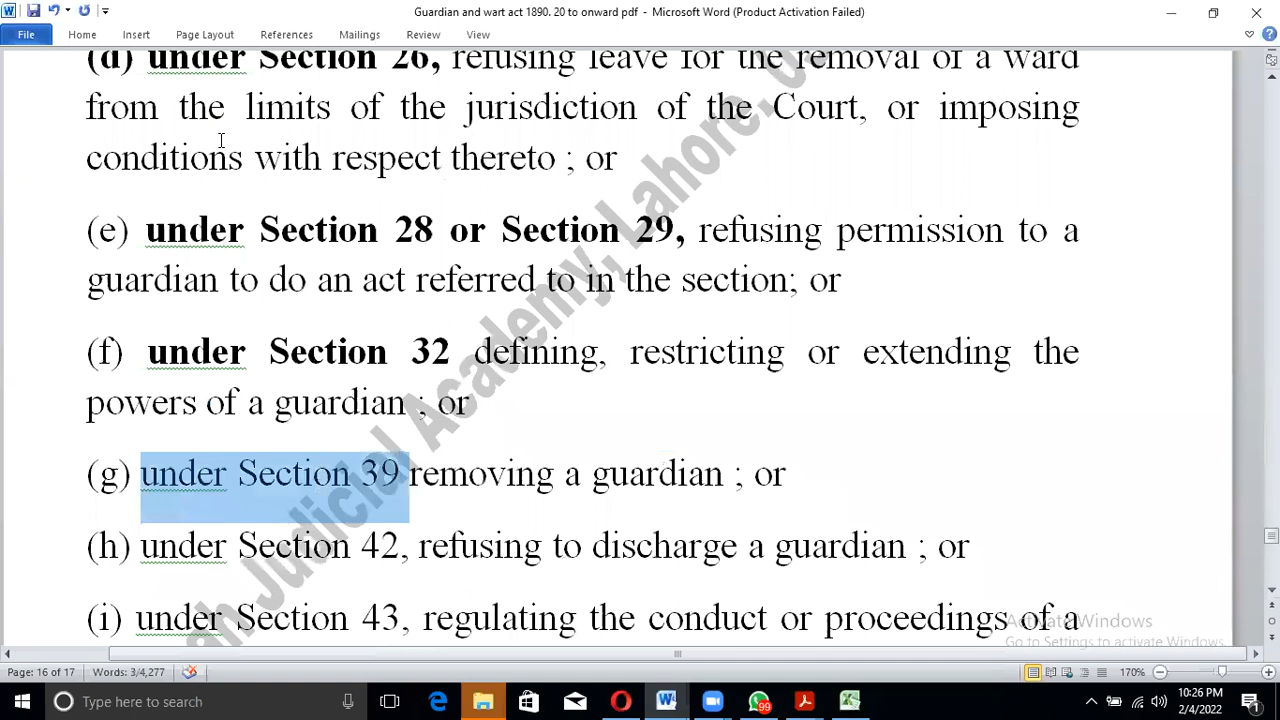 Guardian and wart act 1890. 20 to onward pdf - Microsoft Word (Product Activation Failed)
File Home Insert Page Layout References Mailings Review View
(d) under Section 26, refusing leave for the removal of a ward
from the limits of the jurisdiction of the Court, or imposing
conditions with respect thereto ; or
(e) under Section 28 or Section 29, refusing permission to a
guardian to do an act referred to in the section; or
(f) under Section 32 defining, restricting or extending the
powers of a guardian ; or
(g) under Section 39 removing a guardian ; or
(h) under Section 42, refusing to discharge a guardian ; or
(i) under Section 43, regulating the conduct or proceedings of a
ah Judicial Academy, Lahore.
Activate Windows
Go to Settings to activate Windows.
Page: 16 of 17 Words: 3/4,277 170%
Type here to search
99
10:26 PM
2/4/2022